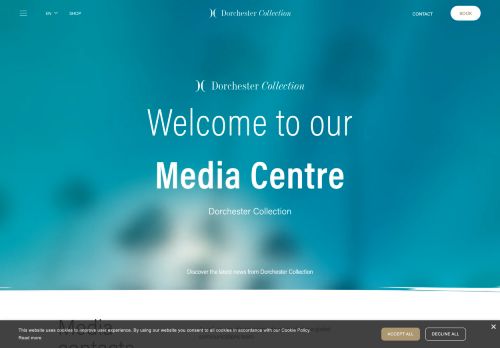 EN
SHOP
Dorchester Collection
CONTACT
BOOK
Dorchester Collection
Welcome to our
Media Centre
Dorchester Collection
Discover the latest news from Dorchester Collection
Media
contacts
This website uses cookies to improve user experience. By using our website you consent to all cookies in accordance with our Cookie Policy.
Read more
ACCEPT ALL
DECLINE ALL